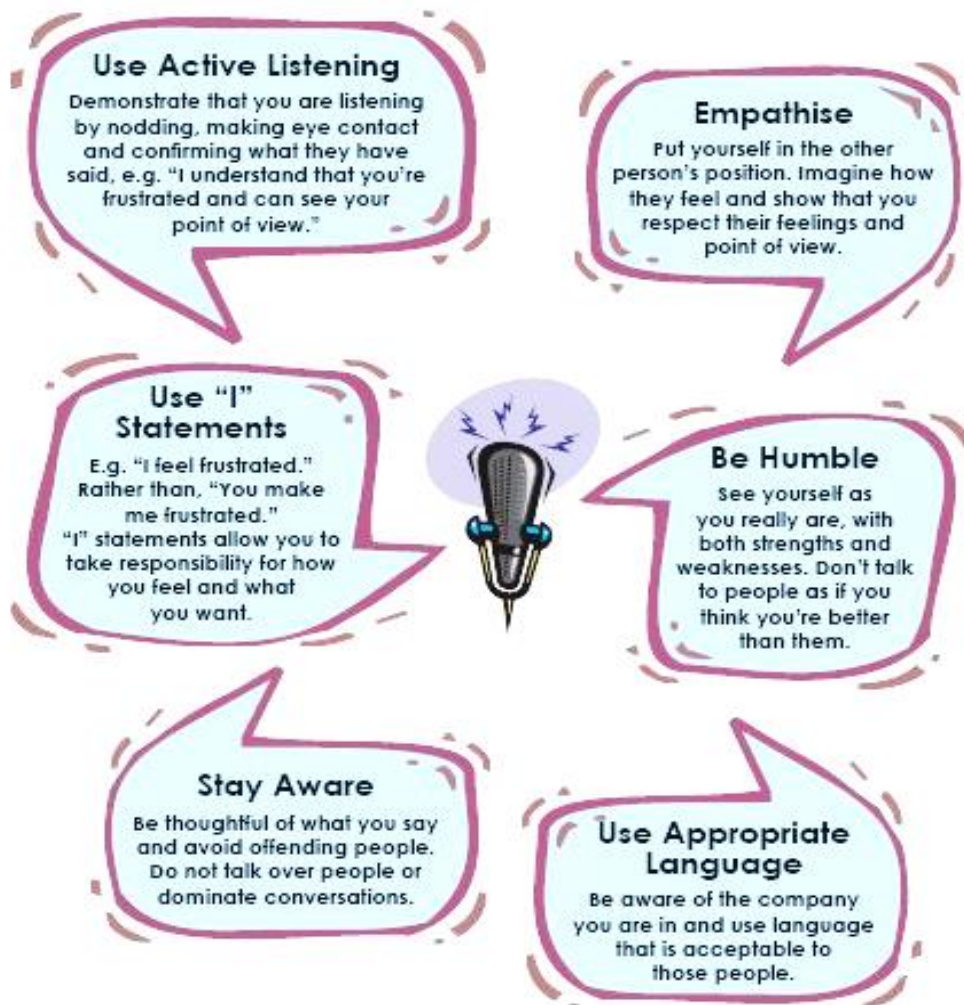 Use Active Listening
Demonstrate that you are listening
by nodding, making eye contact
and confirming what they have
said, e.g. “I understand that you’re
frustrated and can see your
point of view.”
Empathise
Put yourself in the other
person’s position. Imagine how
they feel and show that you
respect their feelings and
point of view.
Use “I”
Statements
E.g. “I feel frustrated.”
Rather than, “You make
me frustrated.”
“I” statements allow you to
take responsibility for how
you feel and what
you want.
Be Humble
See yourself as
you really are, with
both strengths and
weaknesses. Don’t talk
to people as if you
think you’re better
than them.
Stay Aware
Be thoughtful of what you say
and avoid offending people.
Do not talk over people or
dominate conversations.
Use Appropriate
Language
Be aware of the company
you are in and use language
that is acceptable to
those people.